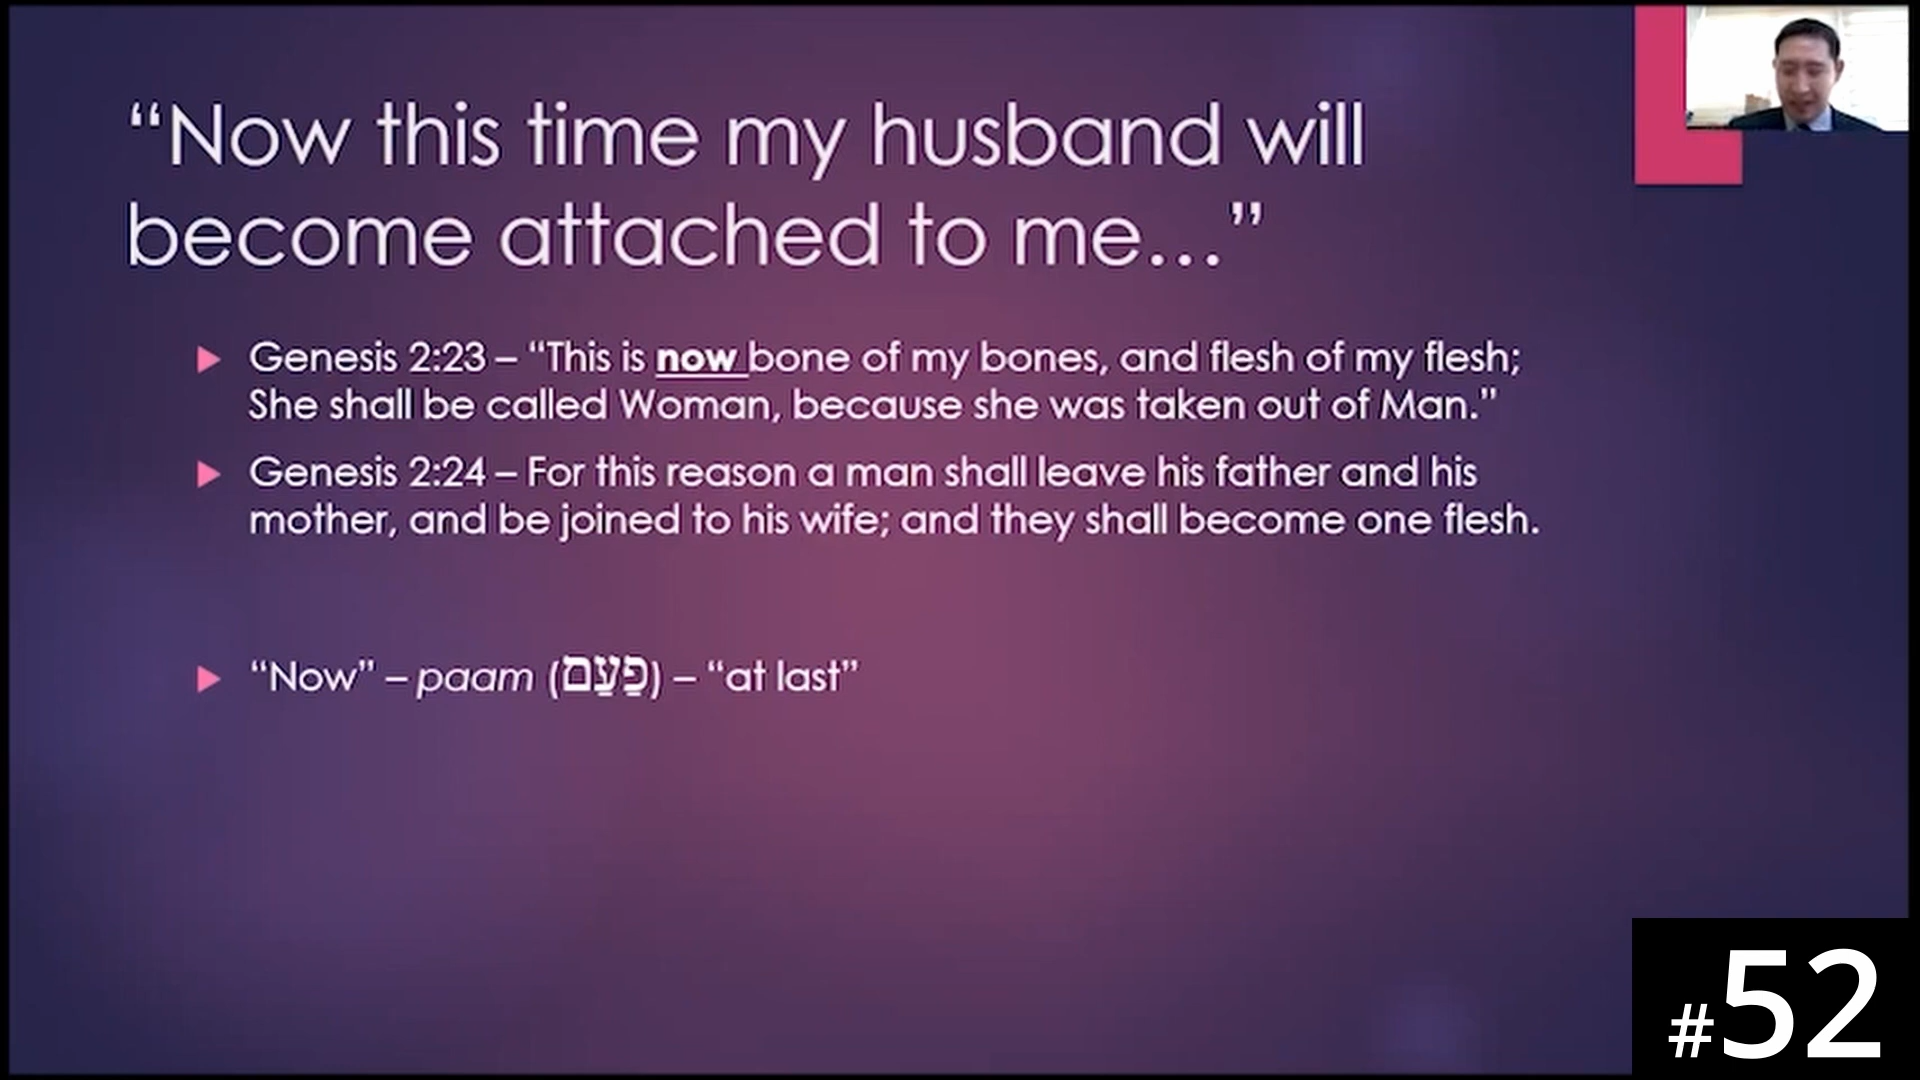 “Now this time my husband will
become attached to me…”
Genesis 2:23 – “This is now bone of my bones, and flesh of my flesh;
She shall be called Woman, because she was taken out of Man.”
Genesis 2:24 – For this reason a man shall leave his father and his
mother, and be joined to his wife; and they shall become one flesh.
“Now” – paam (פַּעַם) – “at last”
#52